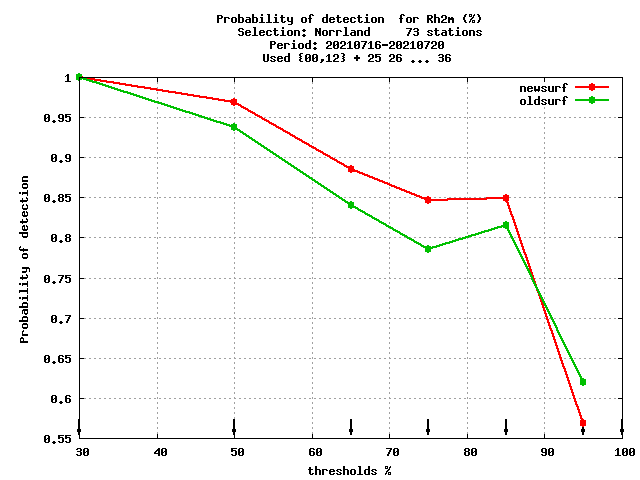 Probability of detection  for Rh2m (%)
Selection: Norrland     73 stations
Period: 20210716-20210720
Used {00,12} + 25 26 ... 36
newsurf
oldsurf
1
0.95
0.9
0.85
0.8
0.75
0.7
0.65
0.6
0.55
Probability of detection
30 40 50 60 70 80 90 100
thresholds %